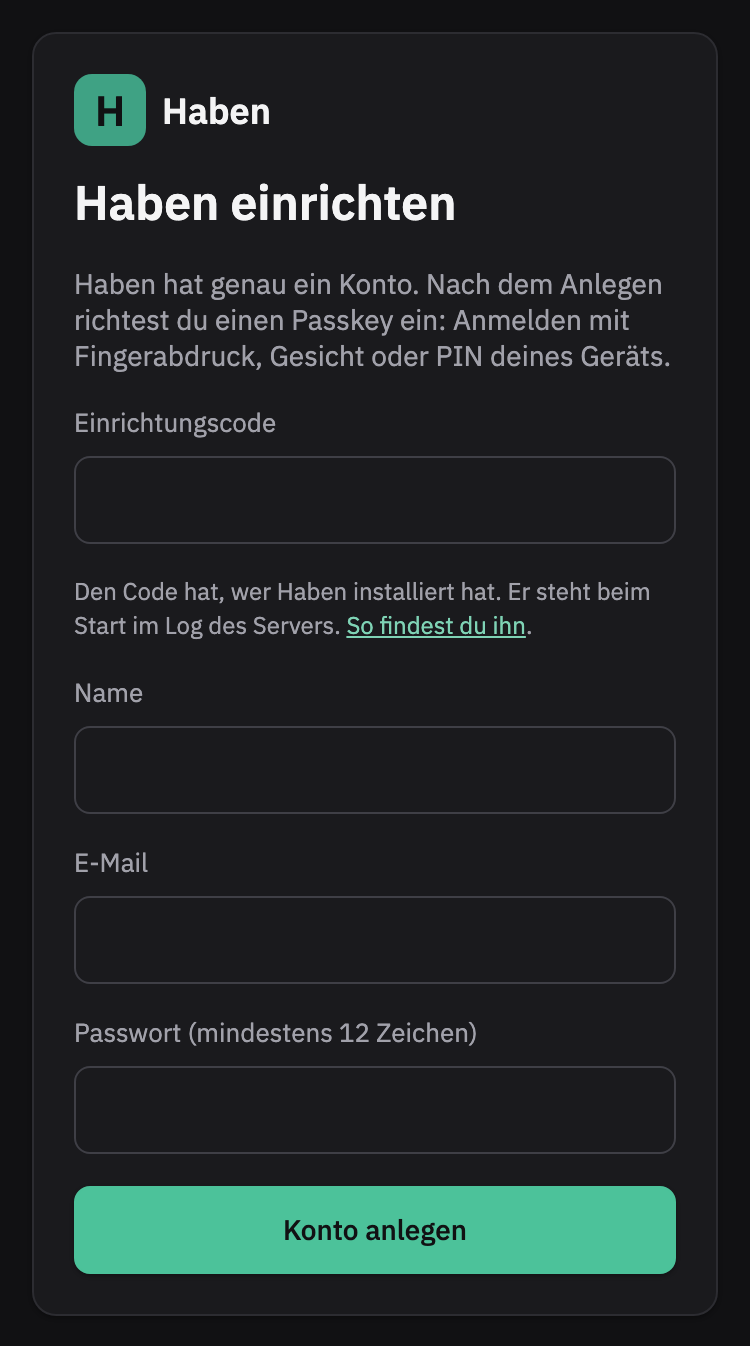 H Haben
Haben einrichten
Haben hat genau ein Konto. Nach dem Anlegen
richtest du einen Passkey ein: Anmelden mit
Fingerabdruck, Gesicht oder PIN deines Geräts.
Einrichtungscode
Den Code hat, wer Haben installiert hat. Er steht beim
Start im Log des Servers. So findest du ihn.
Name
E-Mail
Passwort (mindestens 12 Zeichen)
Konto anlegen